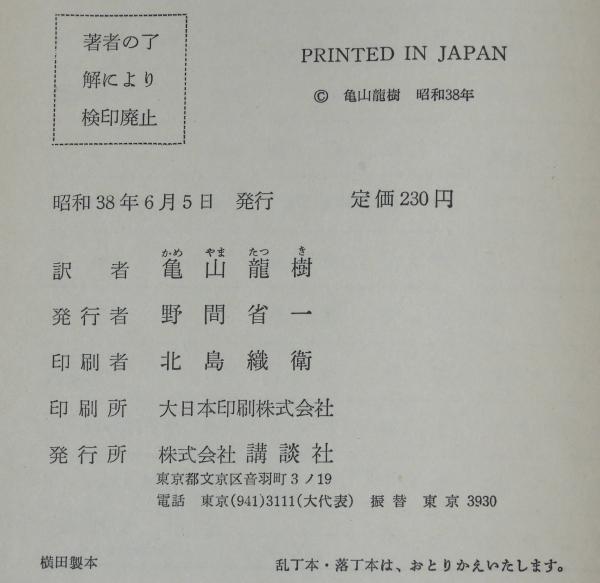 著者の了
解により
検印廃止
PRINTED IN JAPAN
© 亀山龍樹 昭和38年
昭和38年6月5日 発行 定価230円
かめ やま たつ き
訳者 亀山龍樹
発行者 野間省一
印刷者 北島織衛
印刷所 大日本印刷株式会社
発行所 株式会社 講談社
東京都文京区音羽町3ノ19
電話 東京(941)3111(大代表) 振替 東京 3930
横田製本 乱丁本・落丁本は、おとりかえいたします。